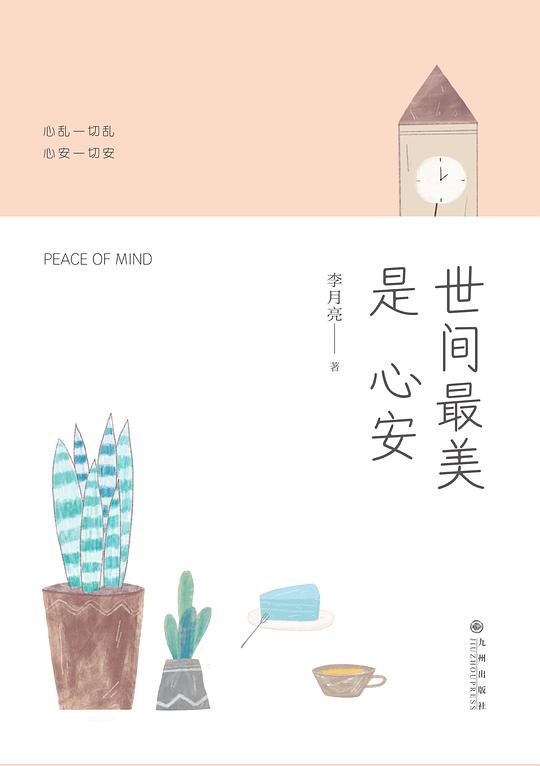 心乱一切乱
心安一切安
PEACE OF MIND
世间最美
是 心安
李月亮——著
九州出版社
JIUZHOUPRESS